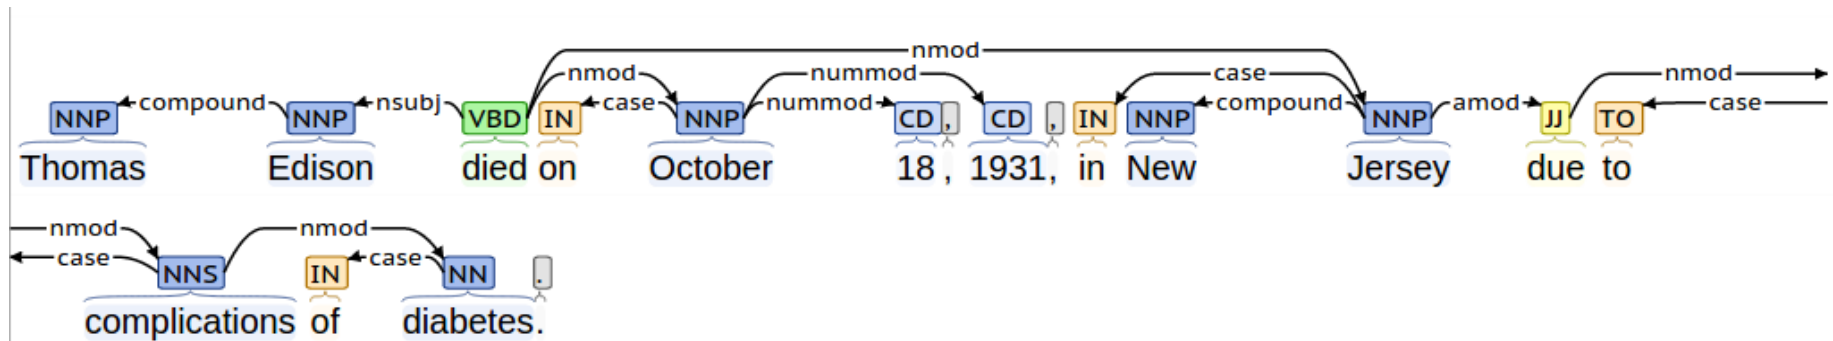 nmod
nmod nummod case nmod
compound nsubj case nummod compound amod case
NNP NNP VBD IN NNP CD , CD , IN NNP NNP JJ TO
Thomas Edison died on October 18 , 1931, in New Jersey due to
nmod nmod
case case
NNS IN NN .
complications of diabetes.